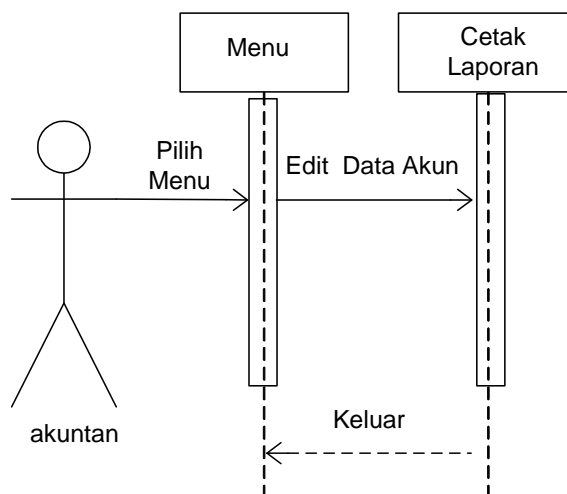 Menu
Cetak
Laporan
Pilih
Menu
Edit Data Akun
akuntan
Keluar